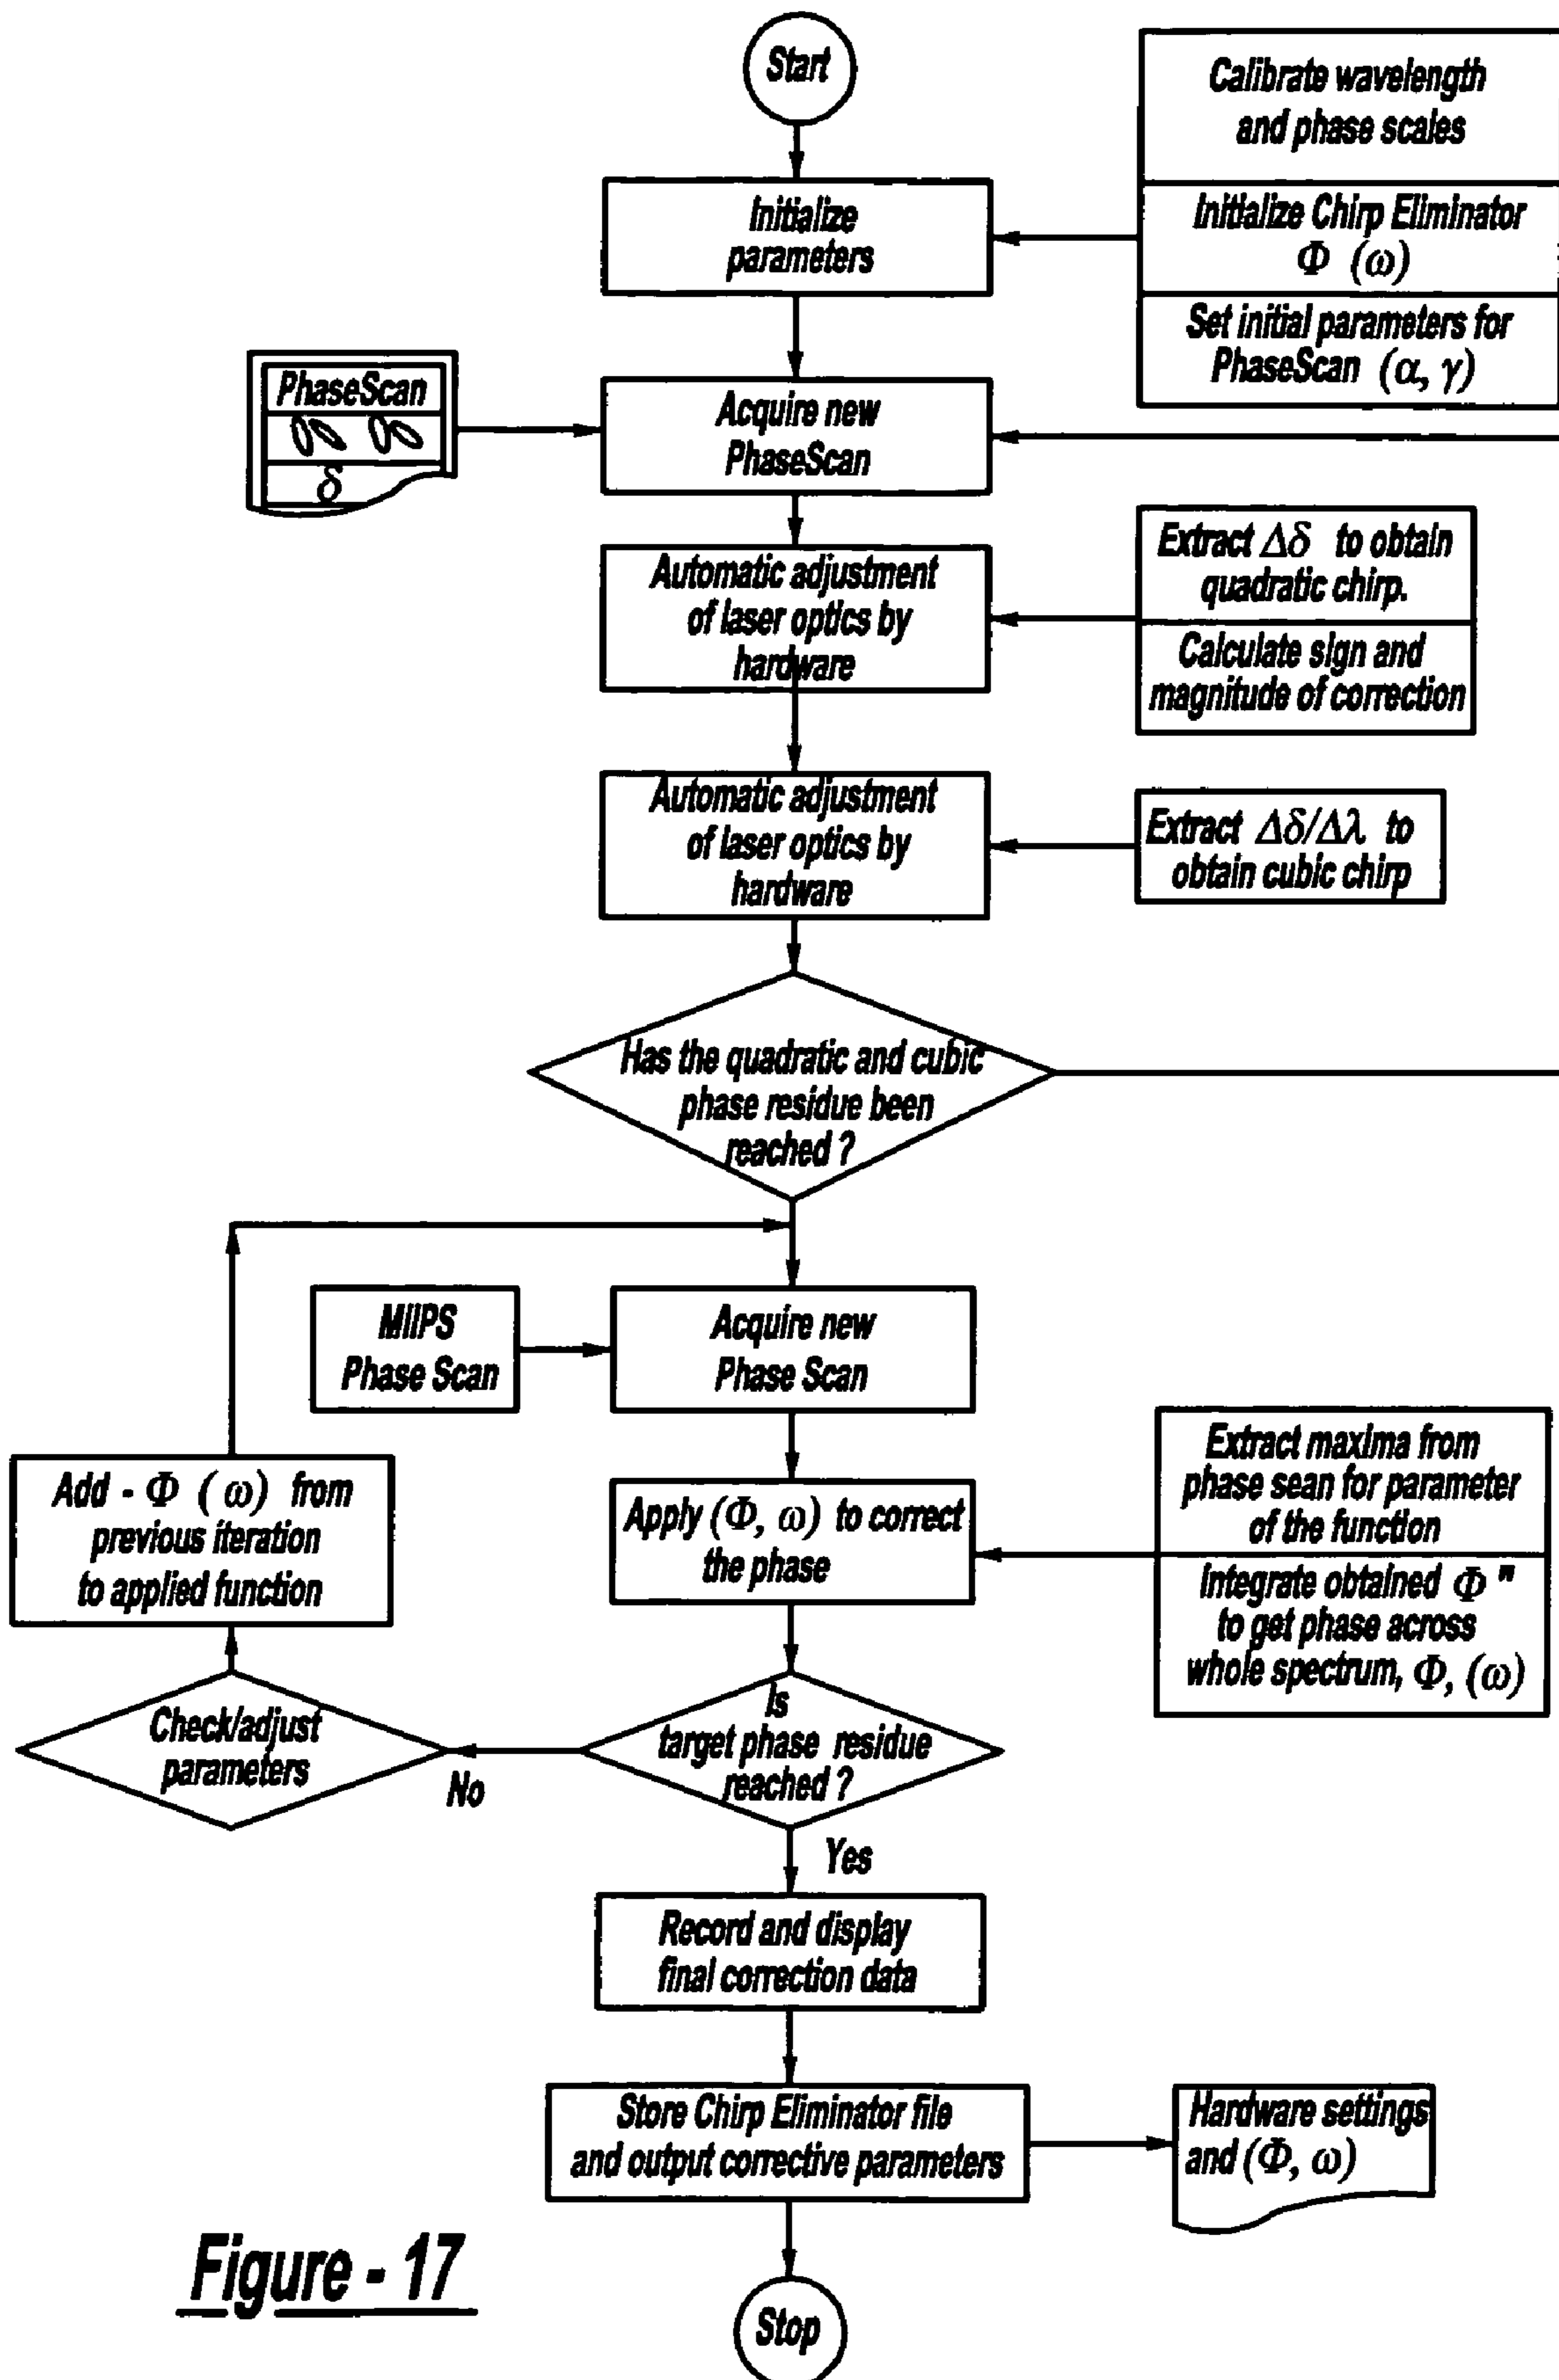 Start
Calibrate wavelength
and phase scales
Initialize
parameters
Initialize Chirp Eliminator
Φ (ω)
Set initial parameters for
PhaseScan (α, γ)
PhaseScan
δ
Acquire new
PhaseScan
Automatic adjustment
of laser optics by
hardware
Extract Δδ to obtain
quadratic chirp.
Calculate sign and
magnitude of correction
Automatic adjustment
of laser optics by
hardware
Extract Δδ/Δλ to
obtain cubic chirp
Has the quadratic and cubic
phase residue been
reached ?
MIIPS
Phase Scan
Acquire new
Phase Scan
Add - Φ (ω) from
previous iteration
to applied function
Apply (Φ, ω) to correct
the phase
Extract maxima from
phase sean for parameter
of the function
Integrate obtained Φ "
to get phase across
whole spectrum, Φ, (ω)
Check/adjust
parameters
No
Is
target phase residue
reached ?
Yes
Record and display
final correction data
Store Chirp Eliminator file
and output corrective parameters
Hardware settings
and (Φ, ω)
Figure - 17
Stop